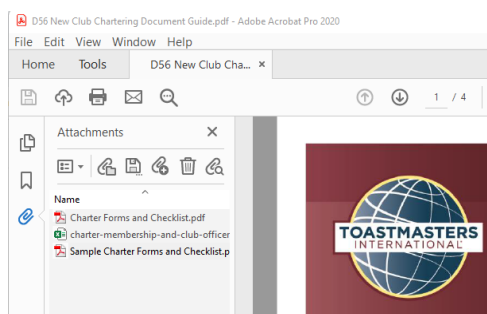 D56 New Club Chartering Document Guide.pdf - Adobe Acrobat Pro 2020
File Edit View Window Help
Home Tools D56 New Club Cha... ×
1 / 4
Attachments ×
Name
Charter Forms and Checklist.pdf
charter-membership-and-club-officer
Sample Charter Forms and Checklist.p
TOASTMASTERS
INTERNATIONAL